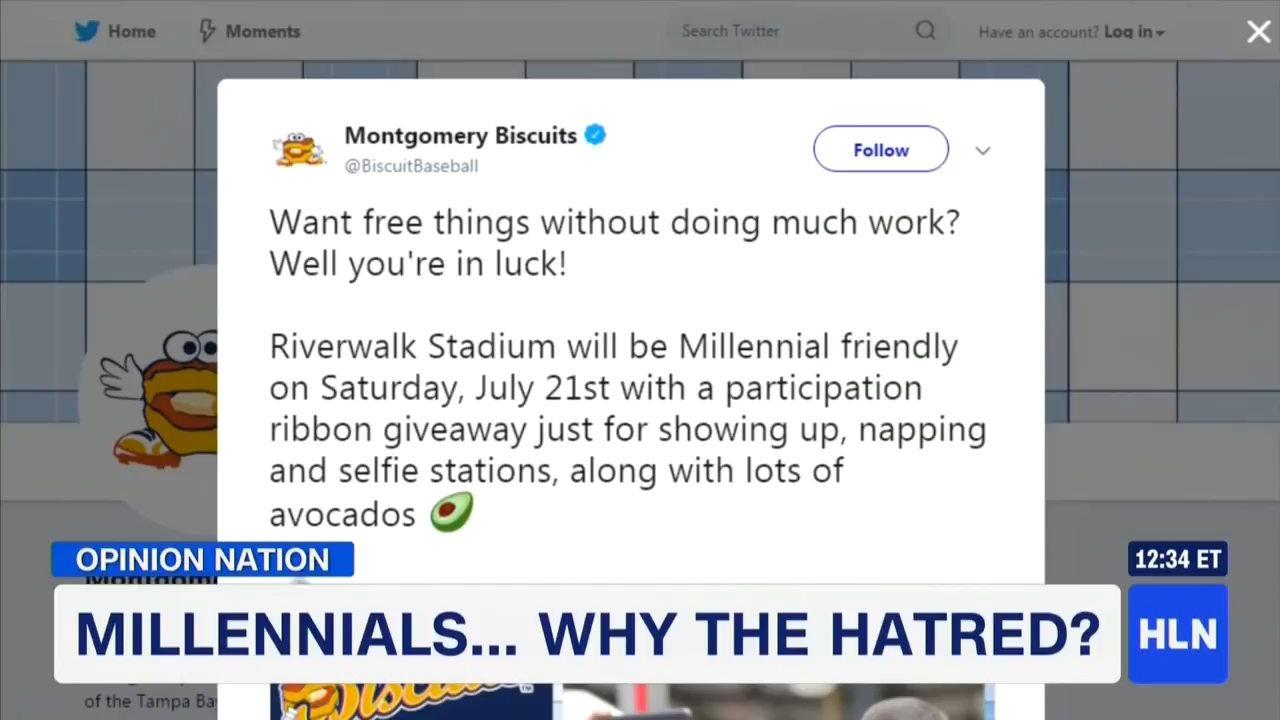 Home Moments Search Twitter Have an account? Log in
Montgomery Biscuits
@BiscuitBaseball
Follow
Want free things without doing much work?
Well you're in luck!
Riverwalk Stadium will be Millennial friendly
on Saturday, July 21st with a participation
ribbon giveaway just for showing up, napping
and selfie stations, along with lots of
avocados 🥑
OPINION NATION
12:34 ET
MILLENNIALS... WHY THE HATRED?
HLN
of the Tampa Ba
Biscuits
TM